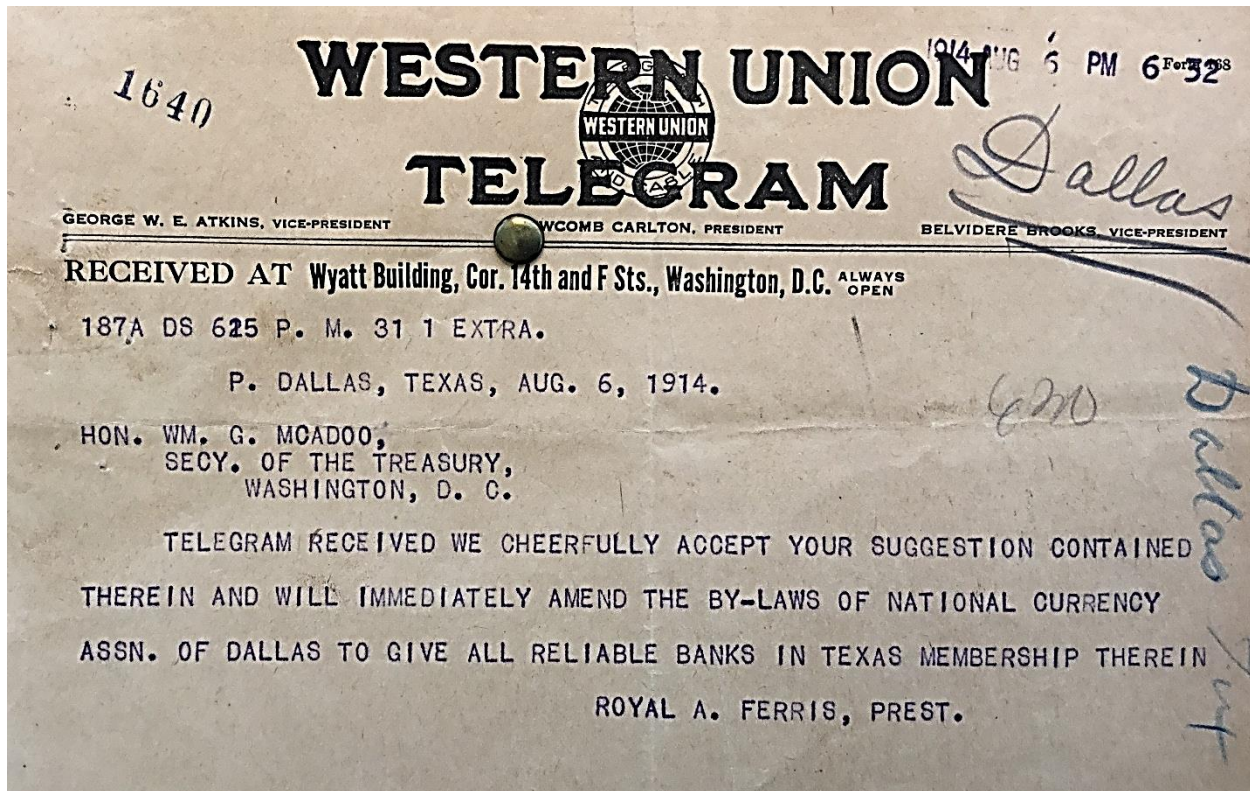 1914 AUG 6 PM 6 32
1640
WESTERN UNION
WESTERN UNION
TELEGRAM
Dallas
GEORGE W. E. ATKINS, VICE-PRESIDENT
WCOMB CARLTON, PRESIDENT
BELVIDERE BROOKS, VICE-PRESIDENT
RECEIVED AT Wyatt Building, Cor. 14th and F Sts., Washington, D.C. ALWAYS OPEN
187A DS 625 P. M. 31 1 EXTRA.
P. DALLAS, TEXAS, AUG. 6, 1914.
HON. WM. G. MCADOO,
SECY. OF THE TREASURY,
WASHINGTON, D. C.
TELEGRAM RECEIVED WE CHEERFULLY ACCEPT YOUR SUGGESTION CONTAINED
THEREIN AND WILL IMMEDIATELY AMEND THE BY-LAWS OF NATIONAL CURRENCY
ASSN. OF DALLAS TO GIVE ALL RELIABLE BANKS IN TEXAS MEMBERSHIP THEREIN
ROYAL A. FERRIS, PREST.
Dallas